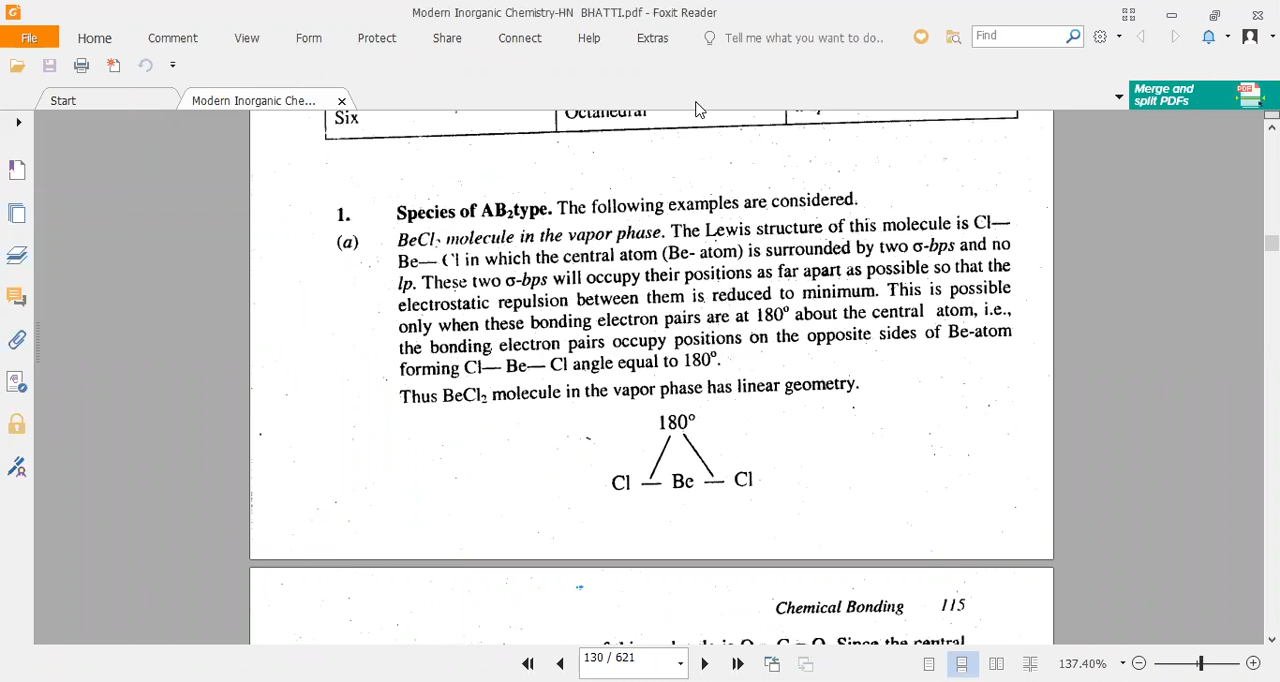 Modern Inorganic Chemistry-HN BHATTI.pdf - Foxit Reader
File Home Comment View Form Protect Share Connect Help Extras Tell me what you want to do.. Find
Start Modern Inorganic Che... Merge and
split PDFs
Six Octahedral
1. Species of AB₂type. The following examples are considered.
(a) BeCl₂ molecule in the vapor phase. The Lewis structure of this molecule is Cl—
Be— Cl in which the central atom (Be- atom) is surrounded by two σ-bps and no
lp. These two σ-bps will occupy their positions as far apart as possible so that the
electrostatic repulsion between them is reduced to minimum. This is possible
only when these bonding electron pairs are at 180° about the central atom, i.e.,
the bonding electron pairs occupy positions on the opposite sides of Be-atom
forming Cl— Be— Cl angle equal to 180°.
Thus BeCl₂ molecule in the vapor phase has linear geometry.
180°
Cl — Be — Cl
Chemical Bonding 115
130 / 621 137.40%